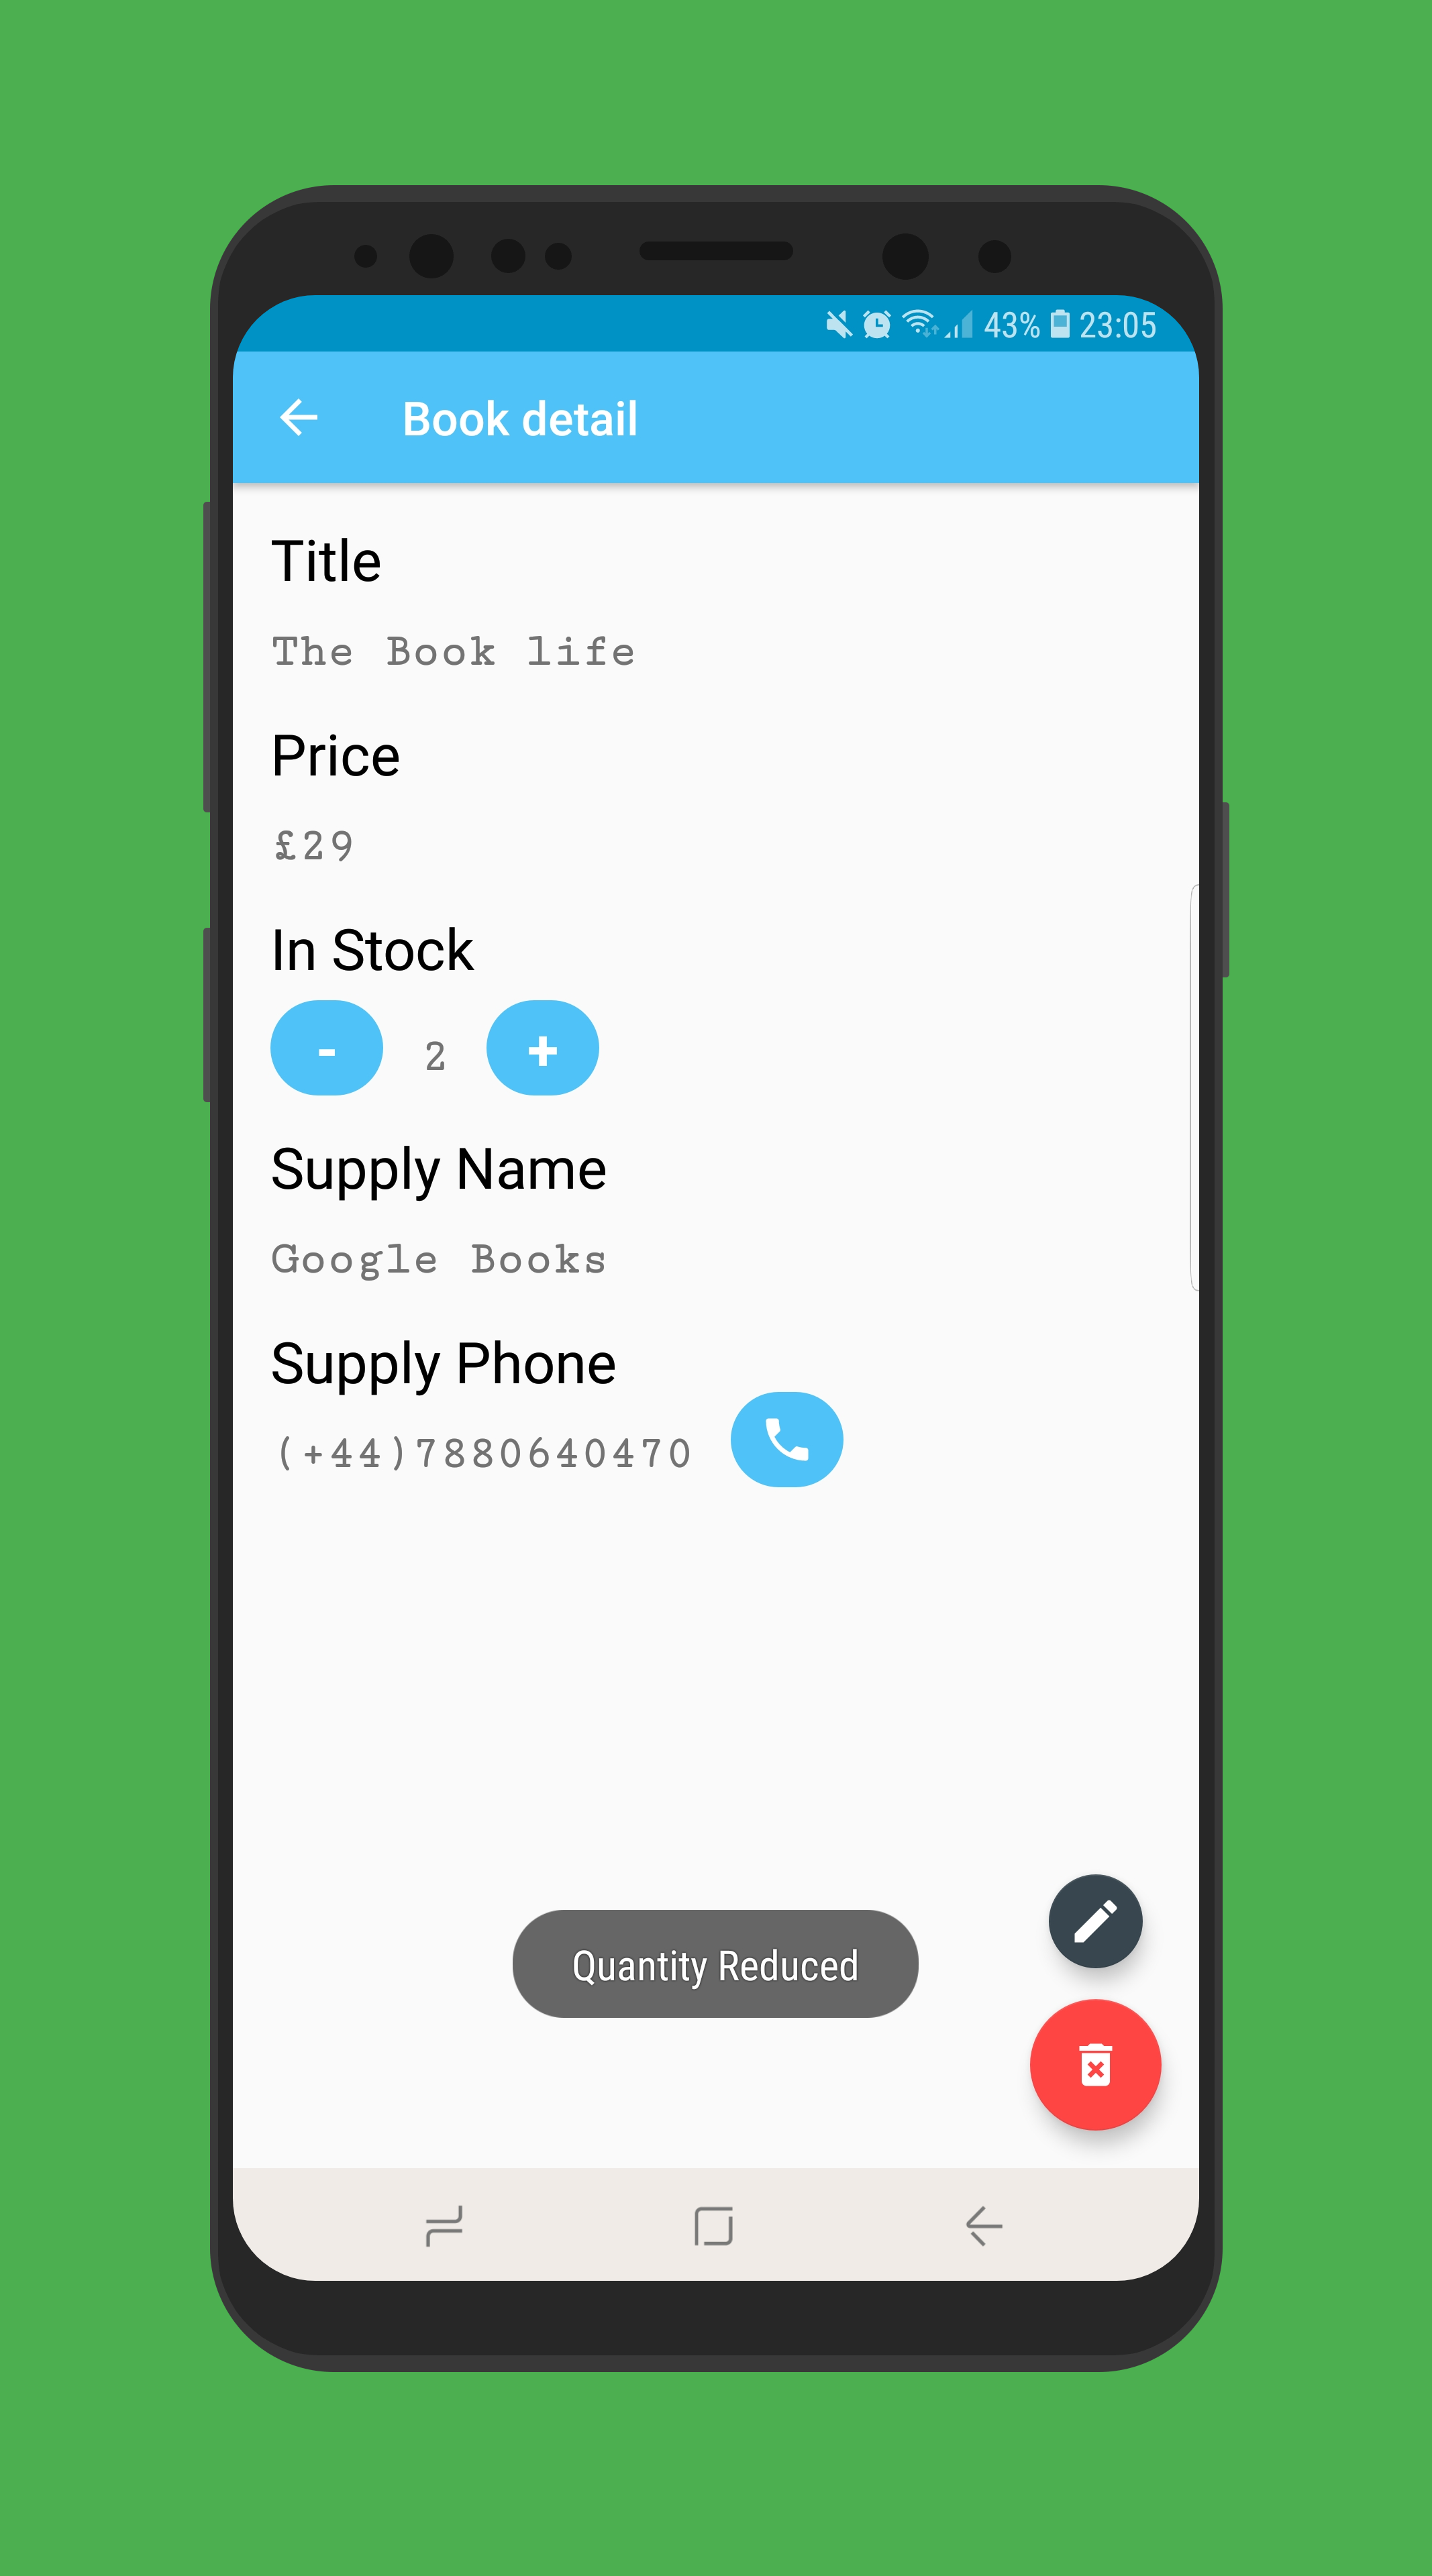 43% 23:05
Book detail
Title
The Book life
Price
£29
In Stock
- 2 +
Supply Name
Google Books
Supply Phone
(+44)7880640470
Quantity Reduced